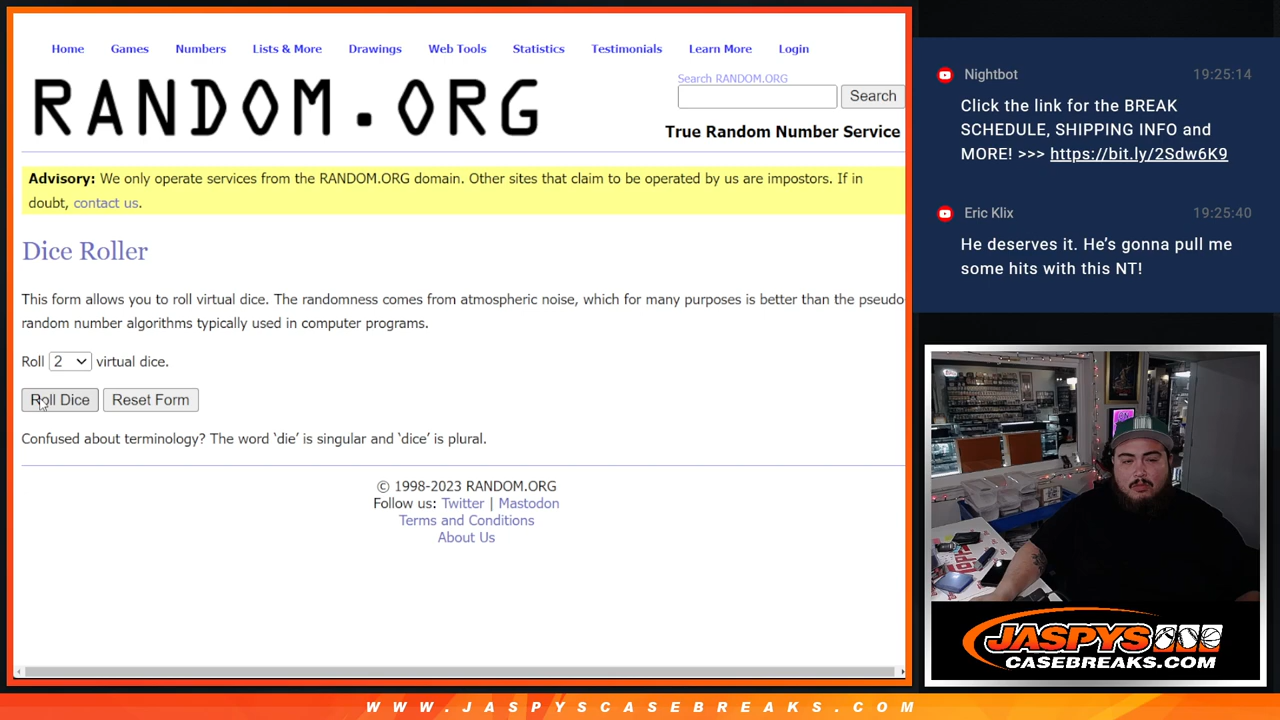 Home Games Numbers Lists & More Drawings Web Tools Statistics Testimonials Learn More Login
RANDOM.ORG
Search RANDOM.ORG
Search
True Random Number Service
Advisory: We only operate services from the RANDOM.ORG domain. Other sites that claim to be operated by us are impostors. If in
doubt, contact us.
Dice Roller
This form allows you to roll virtual dice. The randomness comes from atmospheric noise, which for many purposes is better than the pseudo-
random number algorithms typically used in computer programs.
Roll 2 virtual dice.
Roll Dice Reset Form
Confused about terminology? The word ‘die’ is singular and ‘dice’ is plural.
© 1998-2023 RANDOM.ORG
Follow us: Twitter | Mastodon
Terms and Conditions
About Us
Nightbot 19:25:14
Click the link for the BREAK
SCHEDULE, SHIPPING INFO and
MORE! >>> https://bit.ly/2Sdw6K9
Eric Klix 19:25:40
He deserves it. He’s gonna pull me
some hits with this NT!
JASPYS
CASEBREAKS.COM
WWW.JASPYSCASEBREAKS.COM